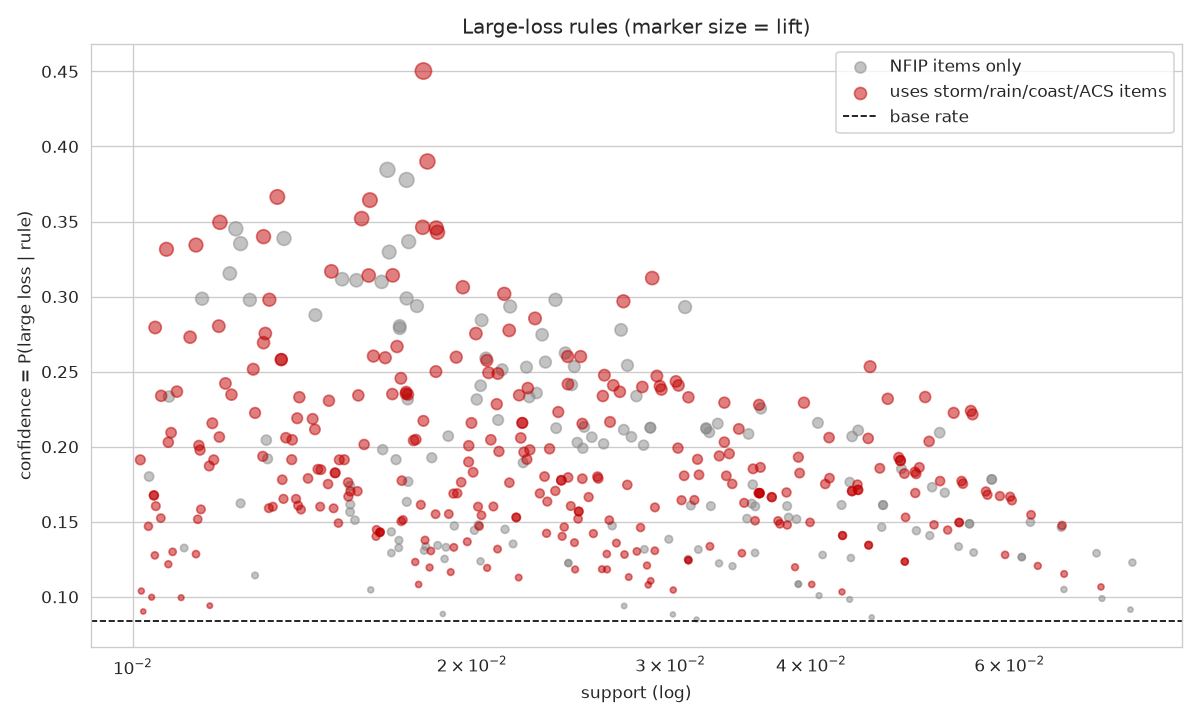 Large-loss rules (marker size = lift)
NFIP items only
uses storm/rain/coast/ACS items
base rate
confidence = P(large loss | rule)
0.45
0.40
0.35
0.30
0.25
0.20
0.15
0.10
10⁻²
2 × 10⁻²
3 × 10⁻²
4 × 10⁻²
6 × 10⁻²
support (log)